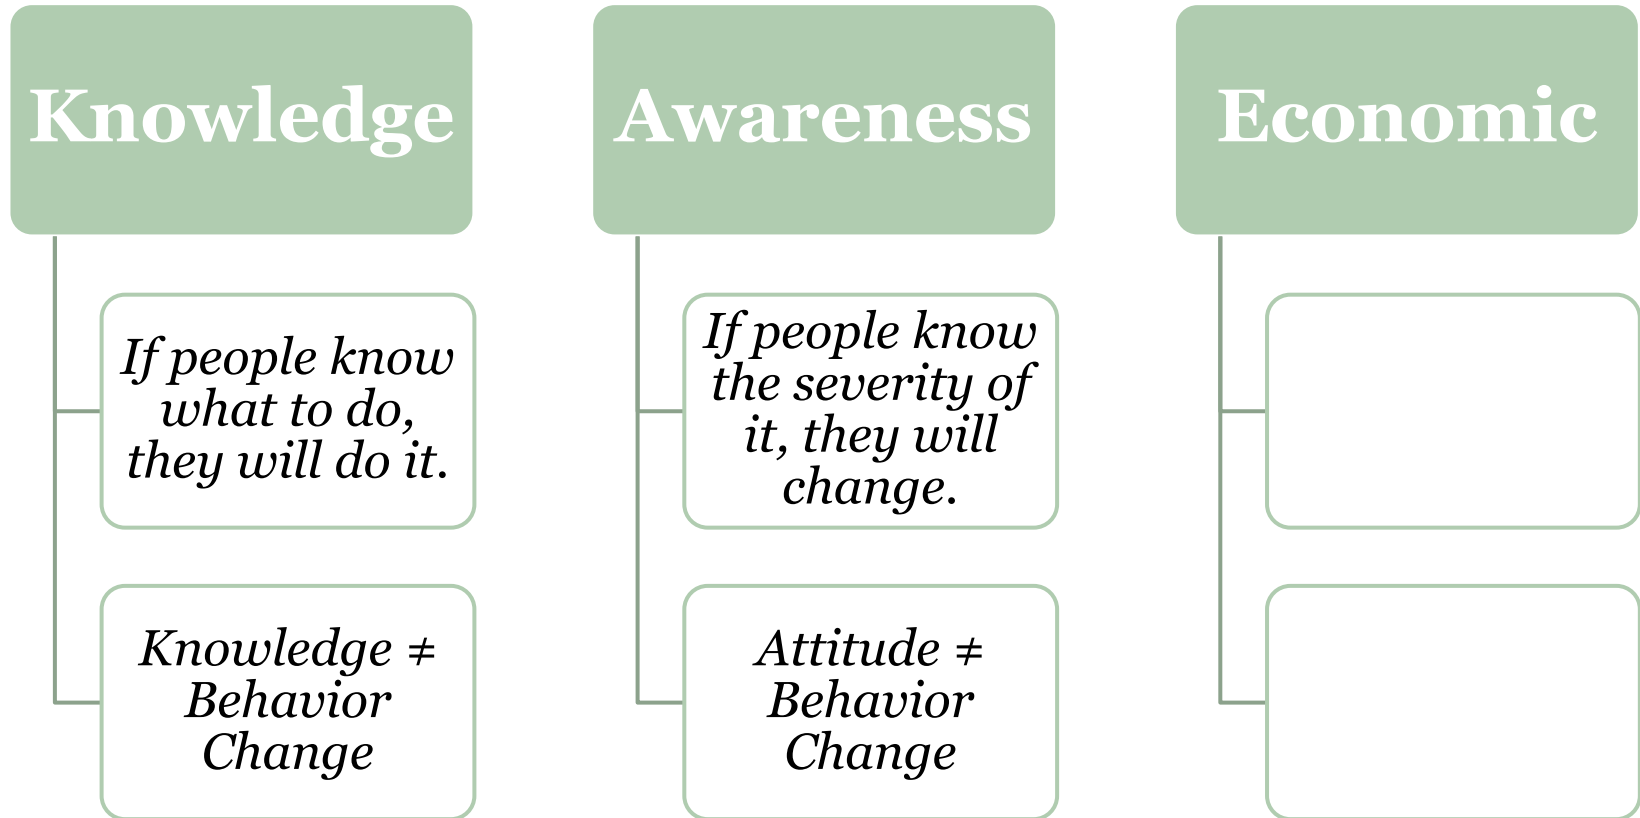 Knowledge
If people know
what to do,
they will do it.
Knowledge ≠
Behavior
Change
Awareness
If people know
the severity of
it, they will
change.
Attitude ≠
Behavior
Change
Economic